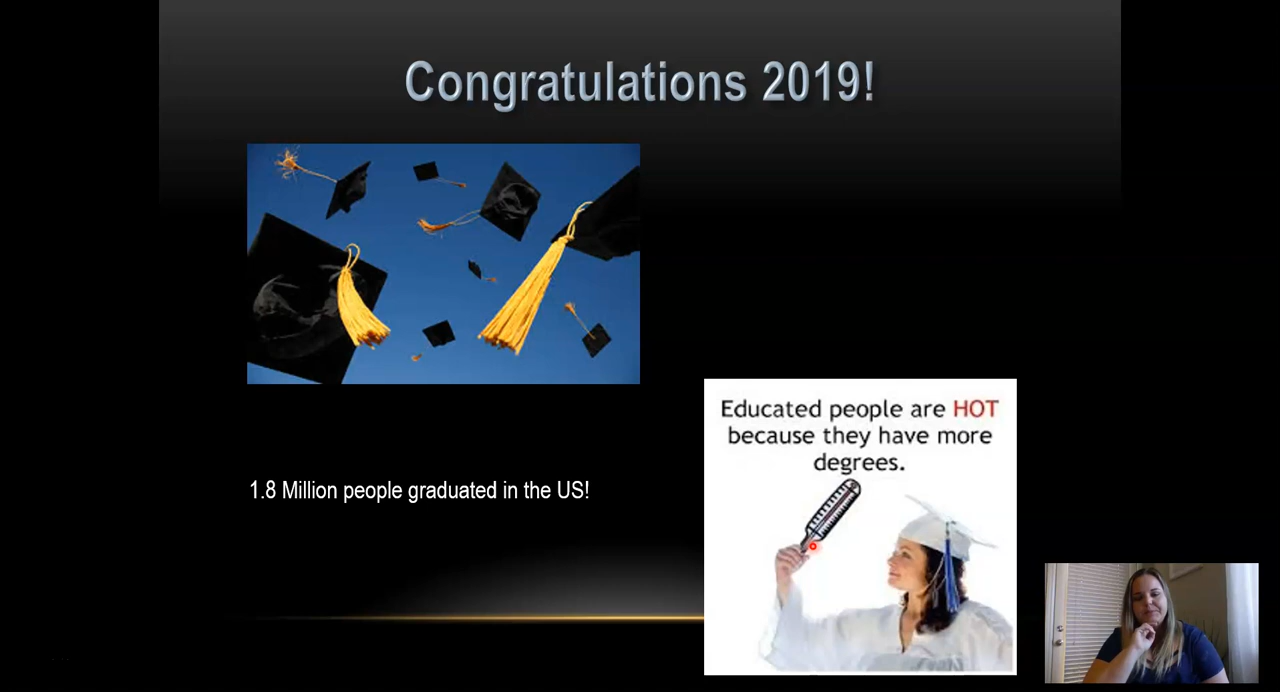 Congratulations 2019!
Educated people are HOT
because they have more
degrees.
1.8 Million people graduated in the US!